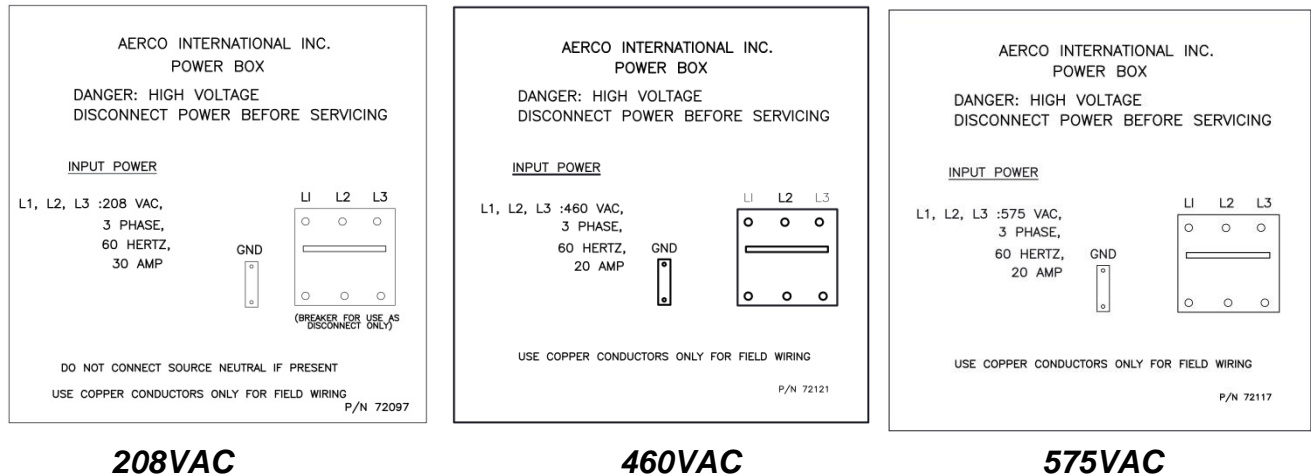 AERCO INTERNATIONAL INC.
POWER BOX
DANGER: HIGH VOLTAGE
DISCONNECT POWER BEFORE SERVICING
INPUT POWER
L1, L2, L3 :208 VAC,
3 PHASE,
60 HERTZ,
30 AMP
GND
L1 L2 L3
(BREAKER FOR USE AS
DISCONNECT ONLY)
DO NOT CONNECT SOURCE NEUTRAL IF PRESENT
USE COPPER CONDUCTORS ONLY FOR FIELD WIRING
P/N 72097
208VAC
AERCO INTERNATIONAL INC.
POWER BOX
DANGER: HIGH VOLTAGE
DISCONNECT POWER BEFORE SERVICING
INPUT POWER
L1, L2, L3 :460 VAC,
3 PHASE,
60 HERTZ,
20 AMP
GND
L1 L2 L3
USE COPPER CONDUCTORS ONLY FOR FIELD WIRING
P/N 72121
460VAC
AERCO INTERNATIONAL INC.
POWER BOX
DANGER: HIGH VOLTAGE
DISCONNECT POWER BEFORE SERVICING
INPUT POWER
L1, L2, L3 :575 VAC,
3 PHASE,
60 HERTZ,
20 AMP
GND
L1 L2 L3
USE COPPER CONDUCTORS ONLY FOR FIELD WIRING
P/N 72117
575VAC